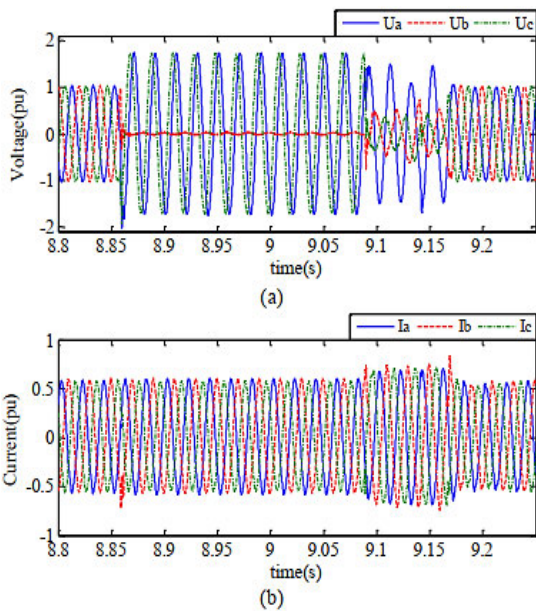 Ua Ub Uc
2
1
0
-1
-2
Voltage(pu)
8.8 8.85 8.9 8.95 9 9.05 9.1 9.15 9.2
time(s)
(a)
Ia Ib Ic
1
0.5
0
-0.5
-1
Current(pu)
8.8 8.85 8.9 8.95 9 9.05 9.1 9.15 9.2
time(s)
(b)